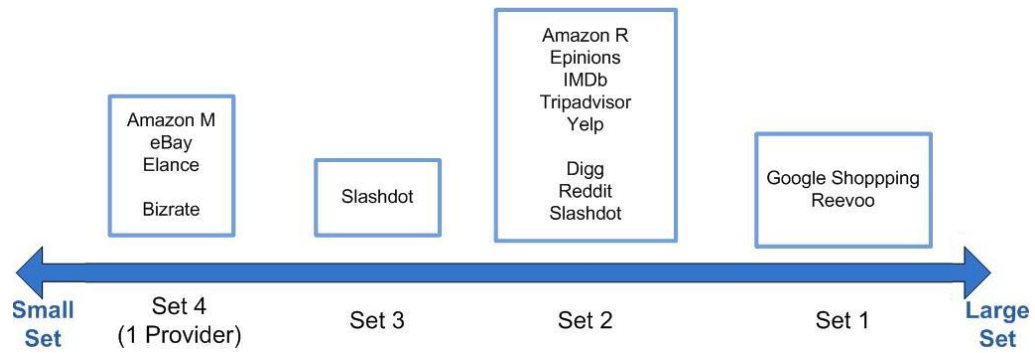 Amazon M
eBay
Elance
Bizrate
Slashdot
Amazon R
Epinions
IMDb
Tripadvisor
Yelp
Digg
Reddit
Slashdot
Google Shoppping
Reevoo
Small
Set
Set 4
(1 Provider)
Set 3
Set 2
Set 1
Large
Set